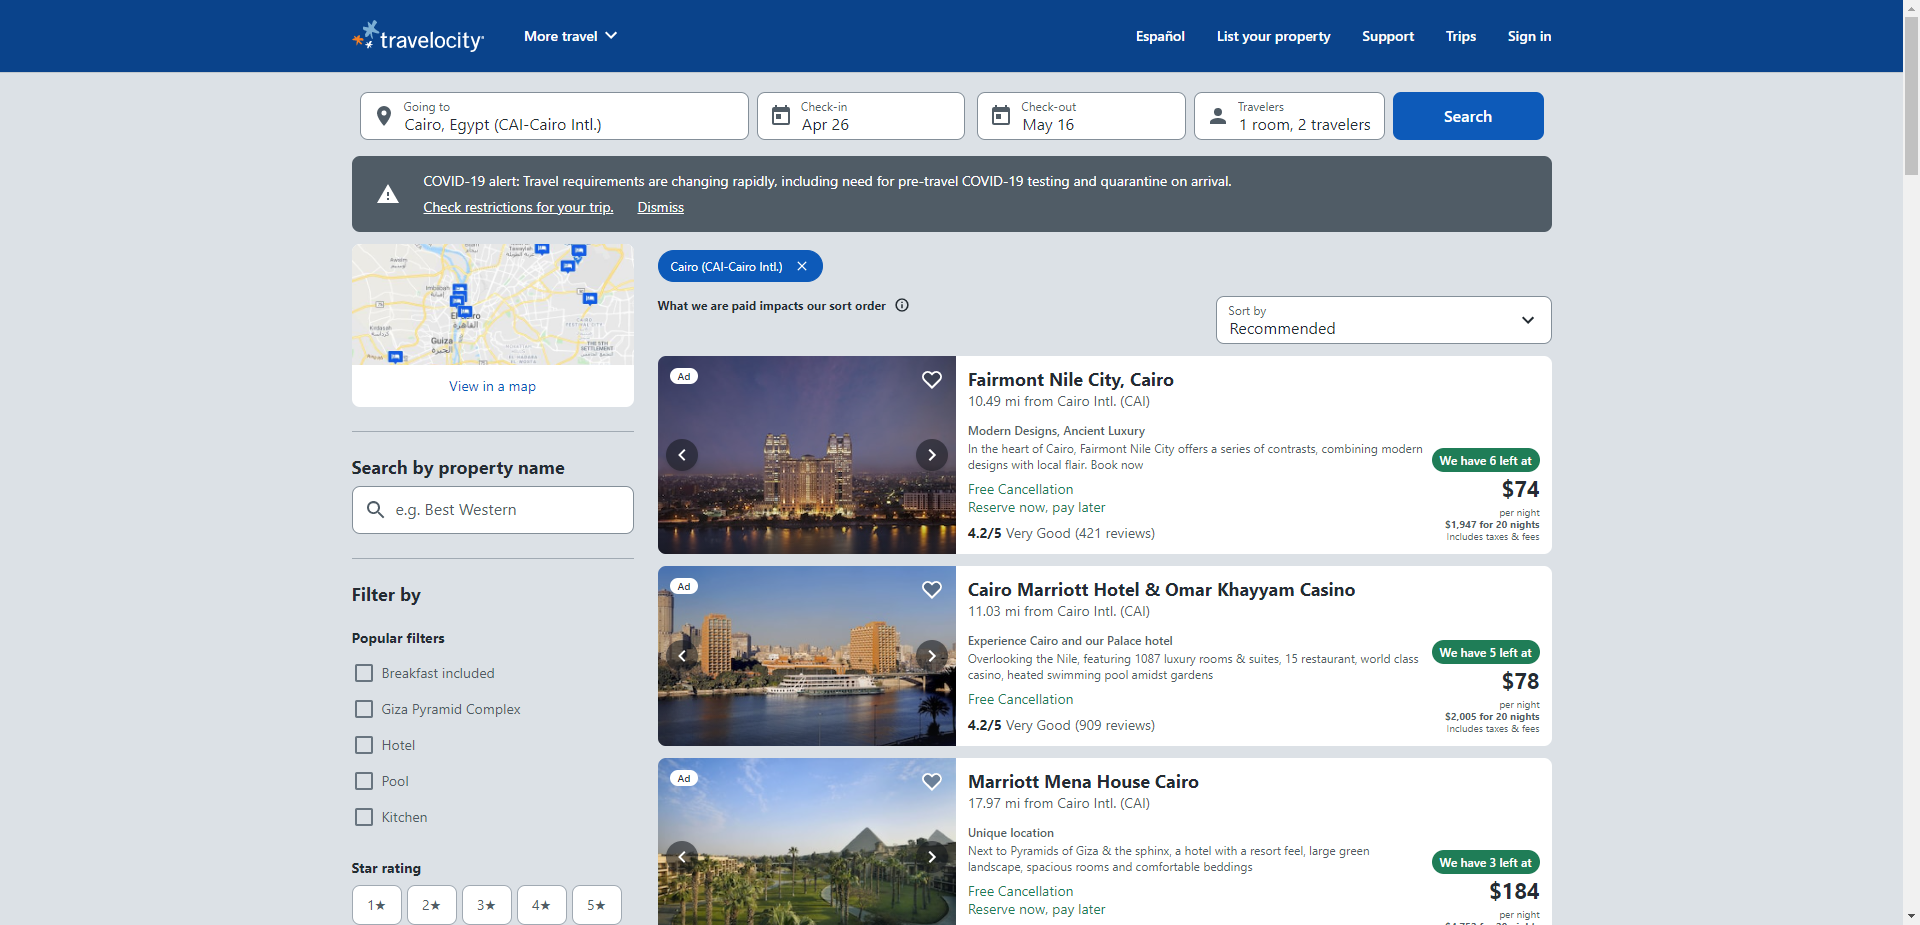 travelocity
More travel
Español
List your property
Support
Trips
Sign in
Going to
Cairo, Egypt (CAI-Cairo Intl.)
Check-in
Apr 26
Check-out
May 16
Travelers
1 room, 2 travelers
Search
COVID-19 alert: Travel requirements are changing rapidly, including need for pre-travel COVID-19 testing and quarantine on arrival.
Check restrictions for your trip.
Dismiss
Guiza
View in a map
Search by property name
e.g. Best Western
Filter by
Popular filters
Breakfast included
Giza Pyramid Complex
Hotel
Pool
Kitchen
Star rating
1★
2★
3★
4★
5★
Cairo (CAI-Cairo Intl.)
What we are paid impacts our sort order
Sort by
Recommended
Ad
Fairmont Nile City, Cairo
10.49 mi from Cairo Intl. (CAI)
Modern Designs, Ancient Luxury
In the heart of Cairo, Fairmont Nile City offers a series of contrasts, combining modern
designs with local flair. Book now
Free Cancellation
Reserve now, pay later
4.2/5 Very Good (421 reviews)
We have 6 left at
$74
per night
$1,947 for 20 nights
Includes taxes & fees
Ad
Cairo Marriott Hotel & Omar Khayyam Casino
11.03 mi from Cairo Intl. (CAI)
Experience Cairo and our Palace hotel
Overlooking the Nile, featuring 1087 luxury rooms & suites, 15 restaurant, world class
casino, heated swimming pool amidst gardens
Free Cancellation
4.2/5 Very Good (909 reviews)
We have 5 left at
$78
per night
$2,005 for 20 nights
Includes taxes & fees
Ad
Marriott Mena House Cairo
17.97 mi from Cairo Intl. (CAI)
Unique location
Next to Pyramids of Giza & the sphinx, a hotel with a resort feel, large green
landscape, spacious rooms and comfortable beddings
Free Cancellation
Reserve now, pay later
We have 3 left at
$184
per night